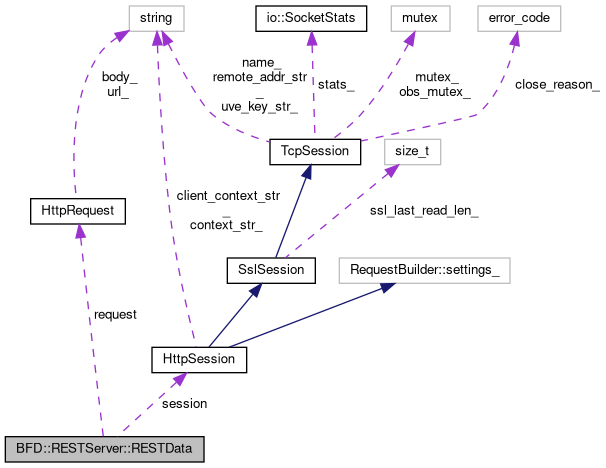 string
io::SocketStats
mutex
error_code
body_
url_
name_
remote_addr_str
_
uve_key_str_
stats_
mutex_
obs_mutex_
close_reason_
TcpSession
size_t
HttpRequest
client_context_str
_
context_str_
ssl_last_read_len_
SslSession
RequestBuilder::settings_
request
HttpSession
session
BFD::RESTServer::RESTData